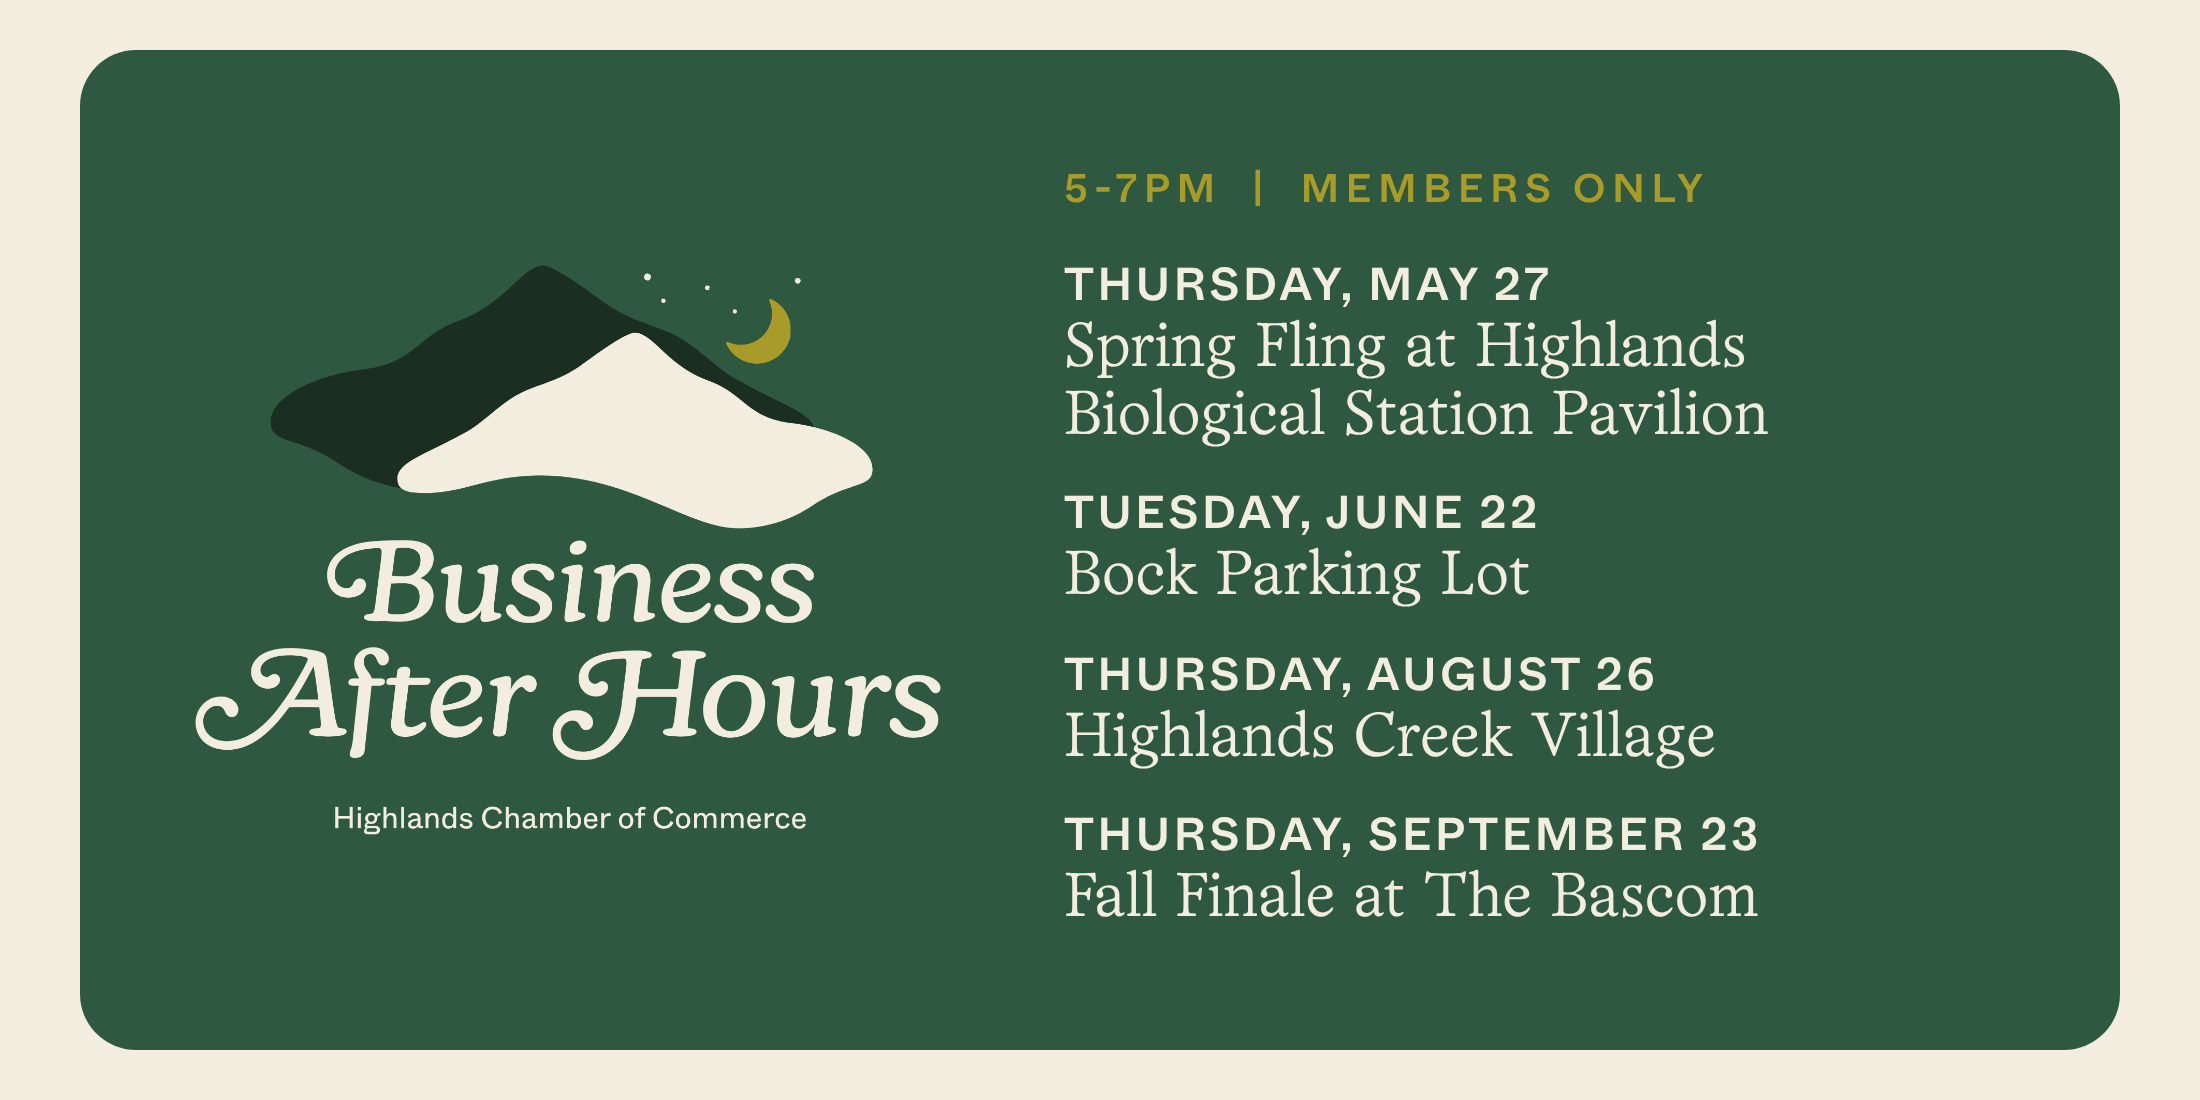 Business
After Hours
Highlands Chamber of Commerce
5-7PM | MEMBERS ONLY
THURSDAY, MAY 27
Spring Fling at Highlands
Biological Station Pavilion
TUESDAY, JUNE 22
Bock Parking Lot
THURSDAY, AUGUST 26
Highlands Creek Village
THURSDAY, SEPTEMBER 23
Fall Finale at The Bascom